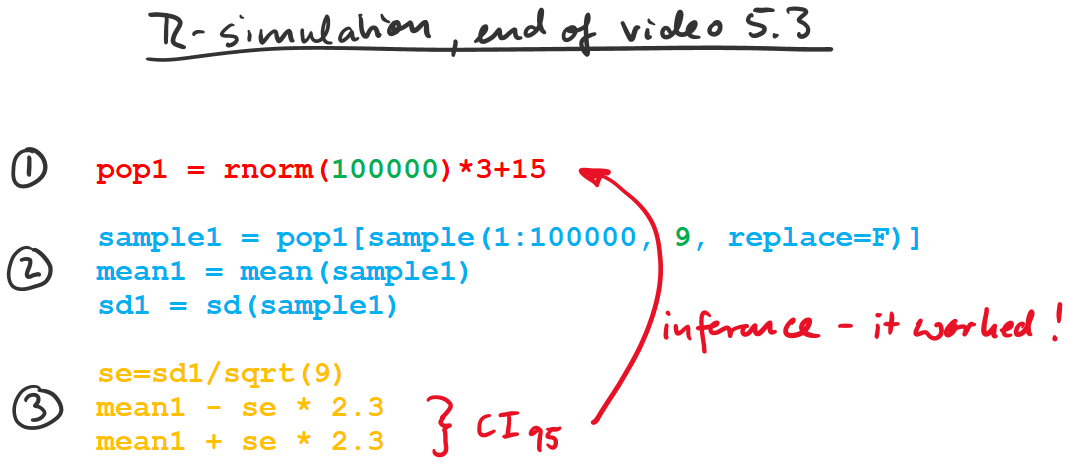 R-simulation, end of video 5.3
1 pop1 = rnorm(100000)*3+15
sample1 = pop1[sample(1:100000, 9, replace=F)]
2 mean1 = mean(sample1)
sd1 = sd(sample1)
inference - it worked!
se=sd1/sqrt(9)
3 mean1 - se * 2.3
mean1 + se * 2.3
} CI95